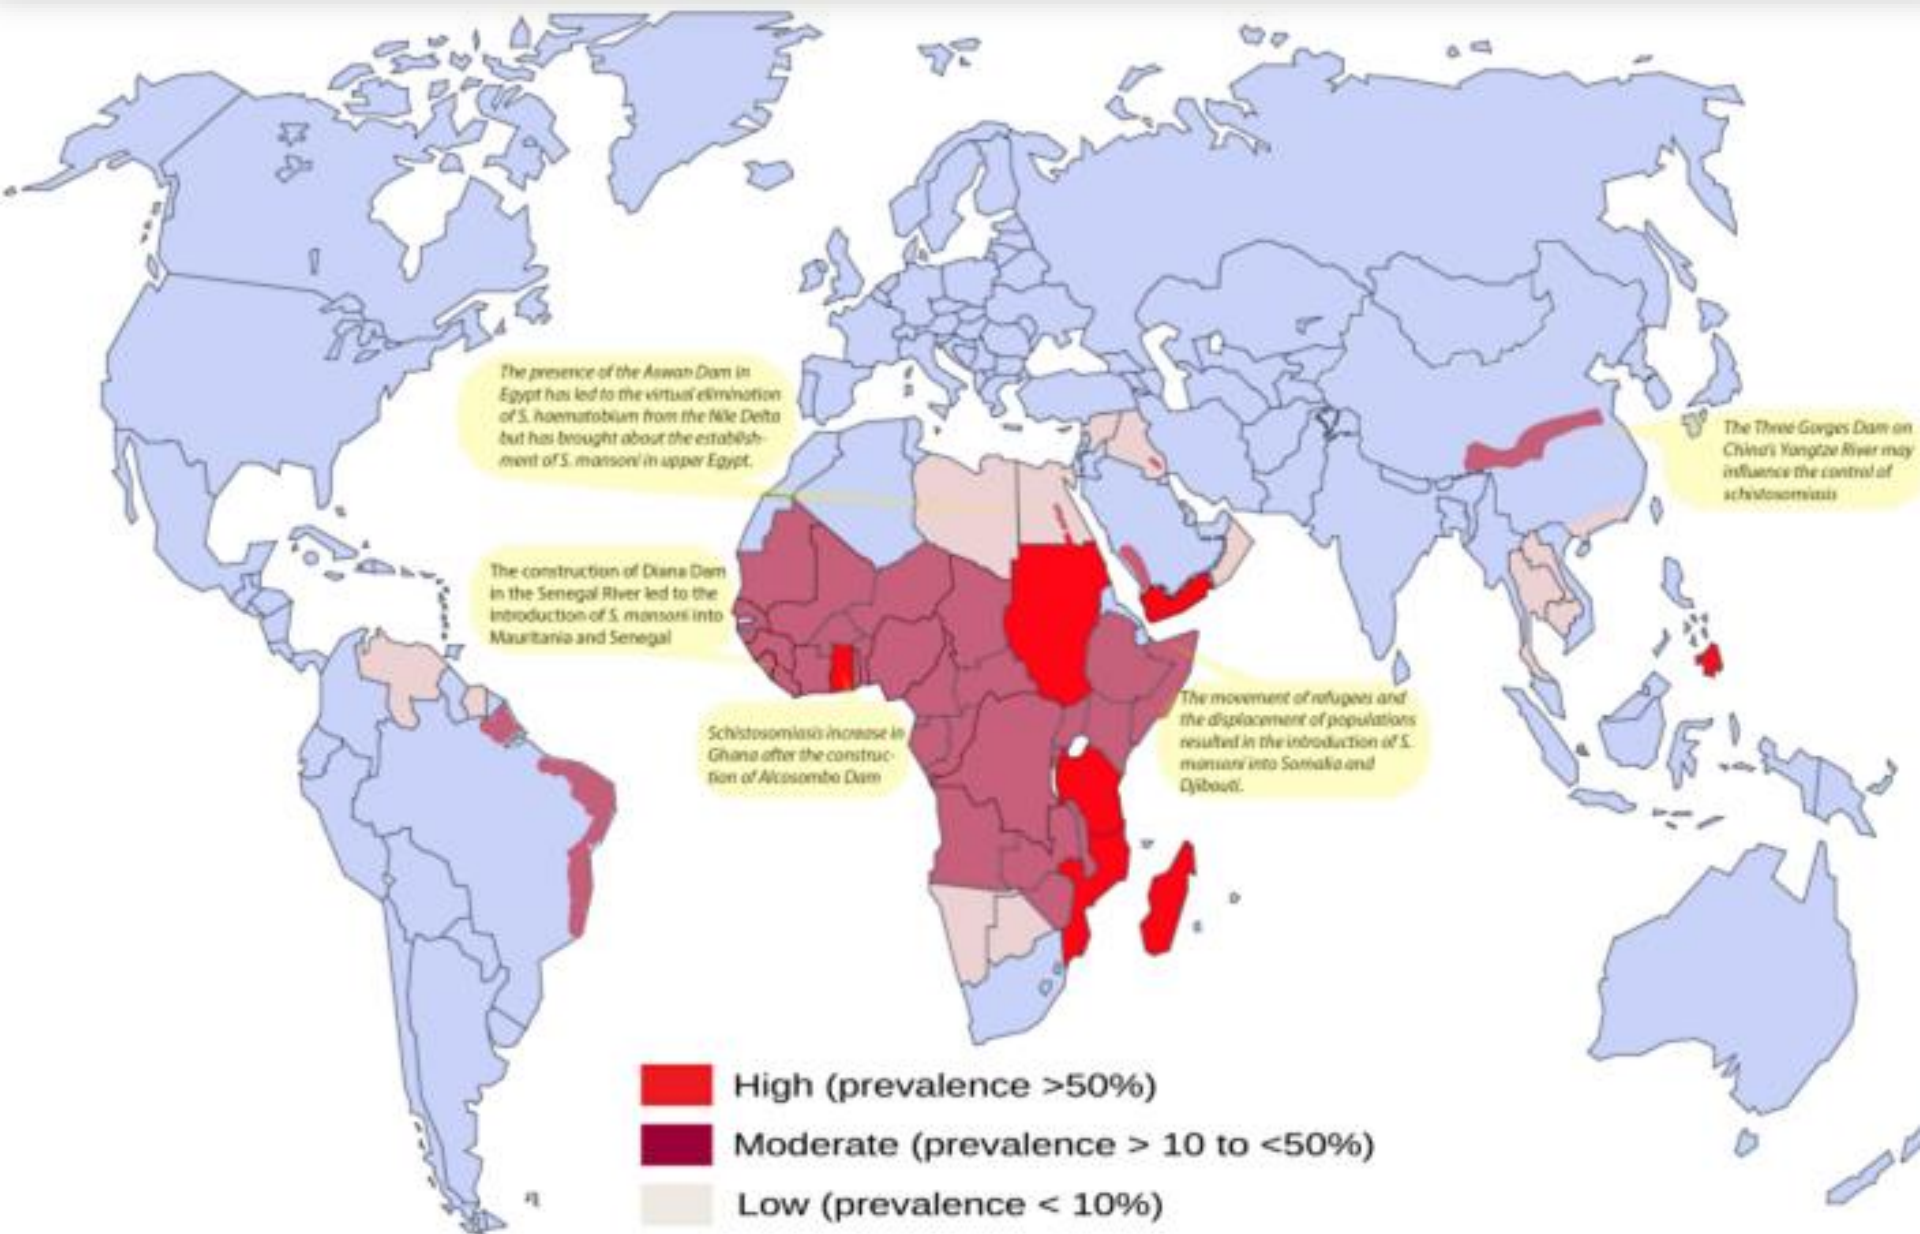 The presence of the Aswan Dam in
Egypt has led to the virtual elimination
of S. haematobium from the Nile Delta
but has brought about the establish-
ment of S. mansoni in upper Egypt.
The Three Gorges Dam on
China's Yangtze River may
influence the control of
schistosomiasis
The construction of Diana Dam
in the Senegal River led to the
introduction of S. mansoni into
Mauritania and Senegal
Schistosomiasis increase in
Ghana after the construc-
tion of Alcosombo Dam
The movement of refugees and
the displacement of populations
resulted in the introduction of S.
mansoni into Somalia and
Djibouti.
High (prevalence >50%)
Moderate (prevalence > 10 to <50%)
Low (prevalence < 10%)